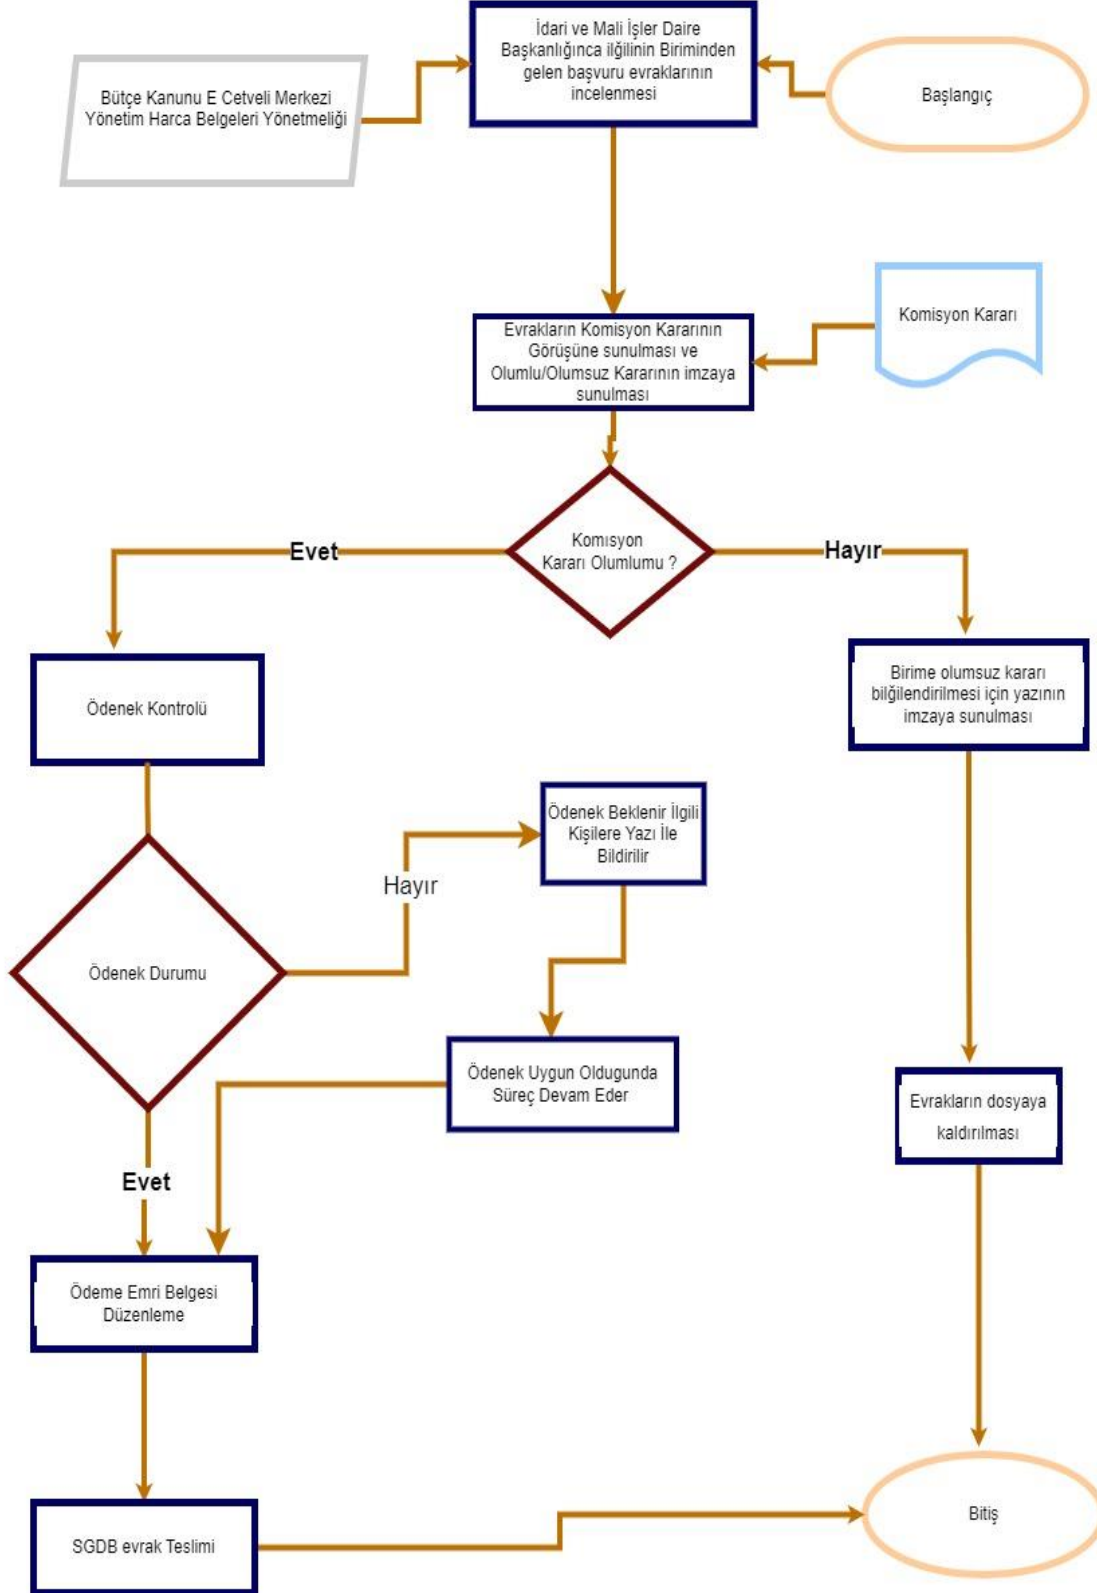 İdari ve Mali İşler Daire
Başkanlığınca ilğilinin Biriminden
gelen başvuru evraklarının
incelenmesi
Bütçe Kanunu E Cetveli Merkezi
Yönetim Harca Belgeleri Yönetmeliği
Başlangıç
Evrakların Komisyon Kararının
Görüşüne sunulması ve
Olumlu/Olumsuz Kararının imzaya
sunulması
Komisyon Kararı
Komısyon
Kararı Olumlumu ?
Evet
Hayır
Ödenek Kontrolü
Birime olumsuz kararı
bilğilendirilmesi için yazının
imzaya sunulması
Ödenek Beklenir İlgili
Kişilere Yazı İle
Bildirilir
Hayır
Ödenek Durumu
Ödenek Uygun Oldugunda
Süreç Devam Eder
Evrakların dosyaya
kaldırılması
Evet
Ödeme Emri Belgesi
Düzenleme
SGDB evrak Teslimi
Bitiş